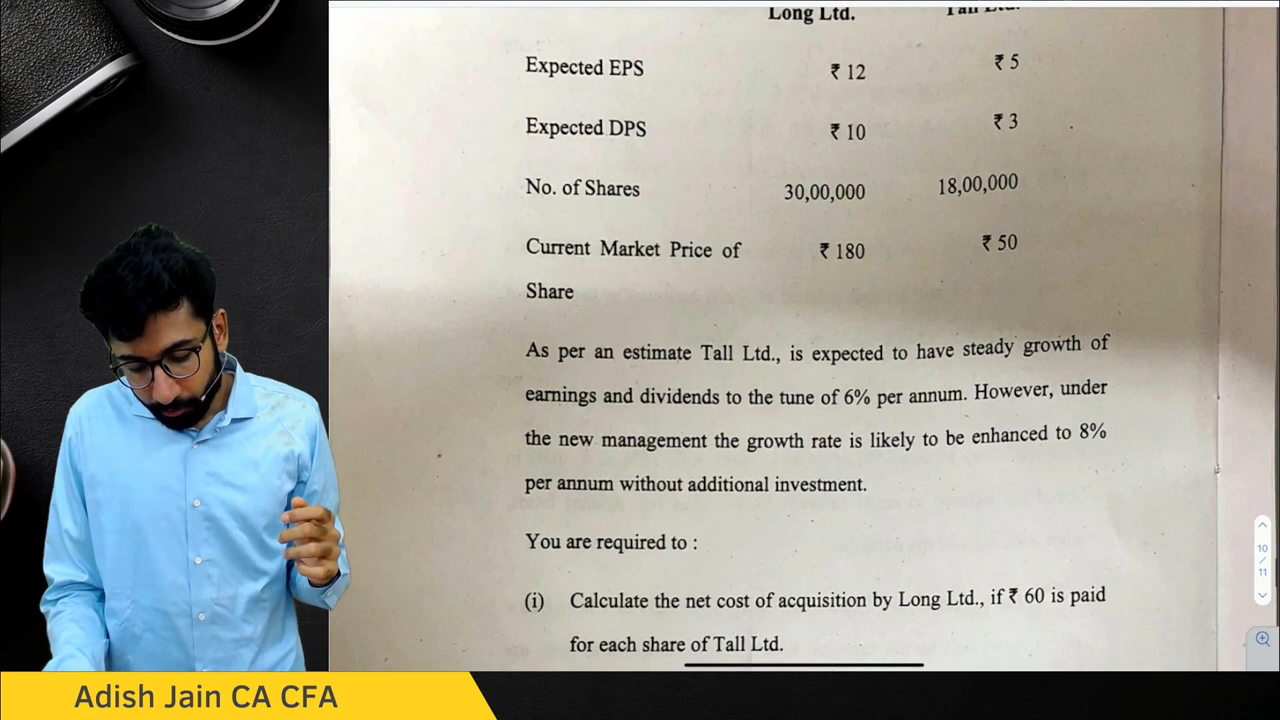 Long Ltd. Tall Ltd.
Expected EPS ₹ 12 ₹ 5
Expected DPS ₹ 10 ₹ 3
No. of Shares 30,00,000 18,00,000
Current Market Price of ₹ 180 ₹ 50
Share
As per an estimate Tall Ltd., is expected to have steady growth of
earnings and dividends to the tune of 6% per annum. However, under
the new management the growth rate is likely to be enhanced to 8%
per annum without additional investment.
You are required to :
(i) Calculate the net cost of acquisition by Long Ltd., if ₹ 60 is paid
for each share of Tall Ltd.
10
/
11
Adish Jain CA CFA